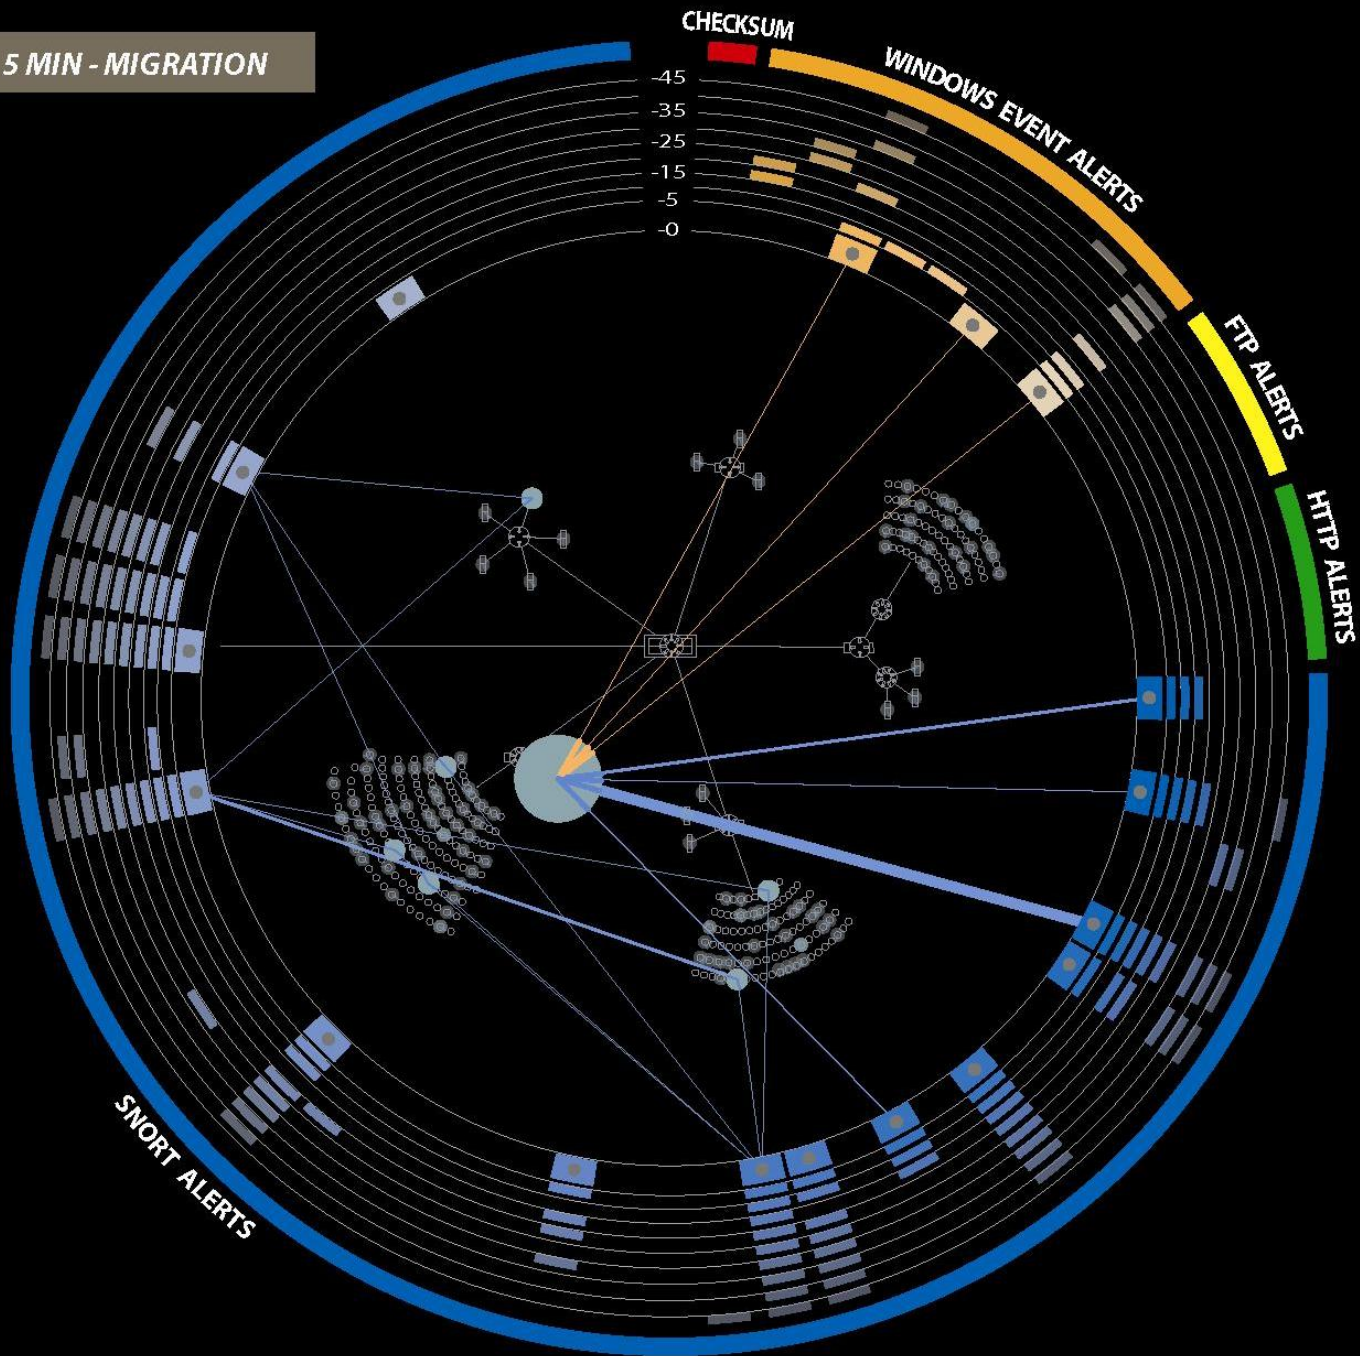 5 MIN - MIGRATION
CHECKSUM
WINDOWS EVENT ALERTS
FTP ALERTS
HTTP ALERTS
SNORT ALERTS
-45
-35
-25
-15
-5
-0